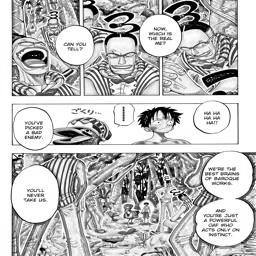 CAN YOU
TELL?
NOW,
WHICH IS
THE REAL
ME?
3
3
HA HA
HA HA
HA!!
YOU'VE
PICKED
A BAD
ENEMY.
WE'RE THE
BEST BRAINS
OF BAROQUE
WORKS.
YOU'LL
NEVER
TAKE US.
AND
YOU'RE JUST
A POWERFUL
OAF WHO
ACTS ONLY ON
INSTINCT.